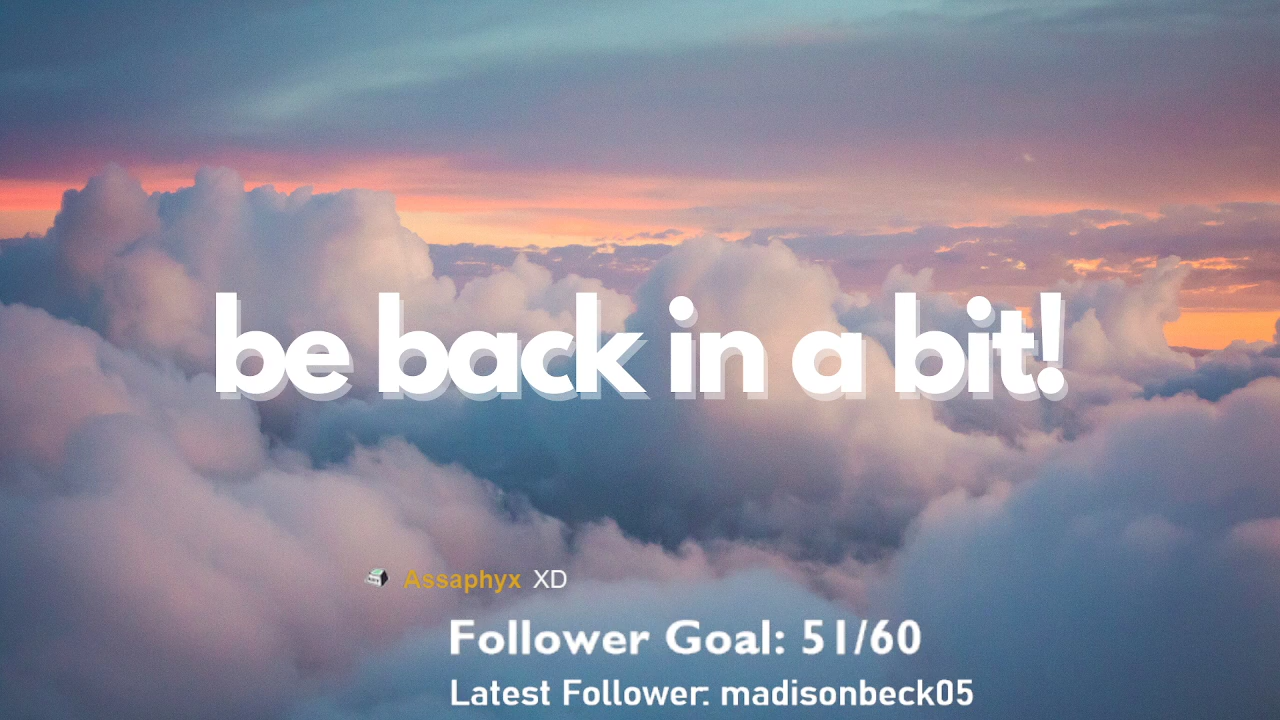 be back in a bit!
Assaphyx XD
Follower Goal: 51/60
Latest Follower: madisonbeck05